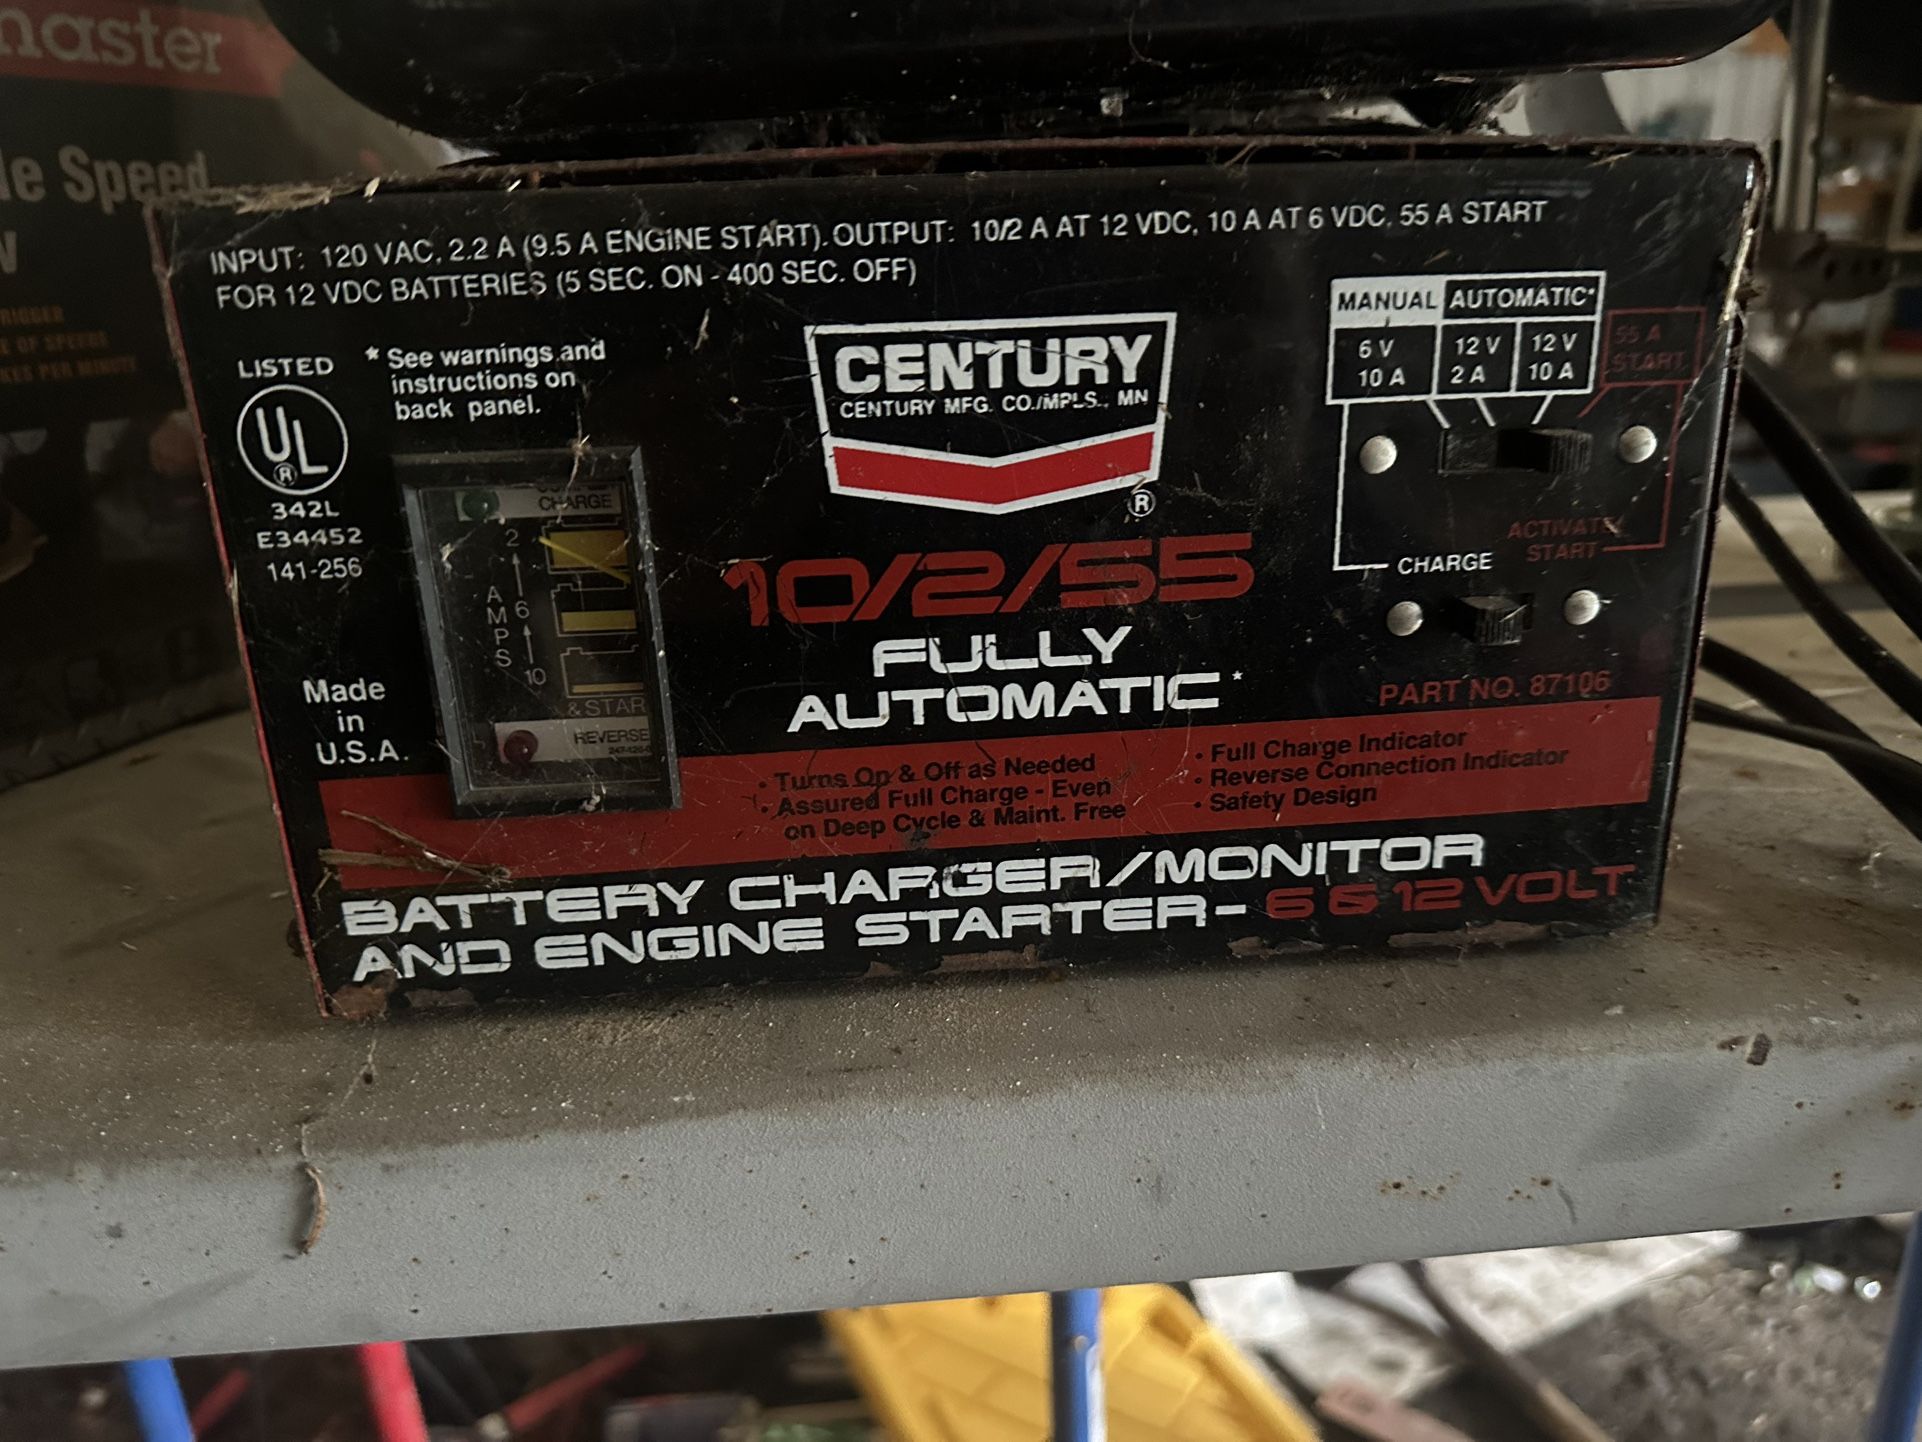 master
le Speed
INPUT: 120 VAC, 2.2 A (9.5 A ENGINE START). OUTPUT: 10/2 A AT 12 VDC, 10 A AT 6 VDC, 55 A START
FOR 12 VDC BATTERIES (5 SEC. ON - 400 SEC. OFF)
LISTED
UL
®
342L
E34452
141-256
* See warnings and
instructions on
back panel.
CENTURY
CENTURY MFG. CO./MPLS., MN
®
MANUAL AUTOMATIC*
6 V 12 V 12 V
10 A 2 A 10 A
55 A
START
ACTIVATE
START
CHARGE
PART NO. 87106
CHARGE
2
AMPS
6
10
& STAR
REVERSE
Made
in
U.S.A.
10/2/55
FULLY
AUTOMATIC*
• Turns On & Off as Needed
• Assured Full Charge - Even
on Deep Cycle & Maint. Free
• Full Charge Indicator
• Reverse Connection Indicator
• Safety Design
BATTERY CHARGER/MONITOR
AND ENGINE STARTER - 6 & 12 VOLT